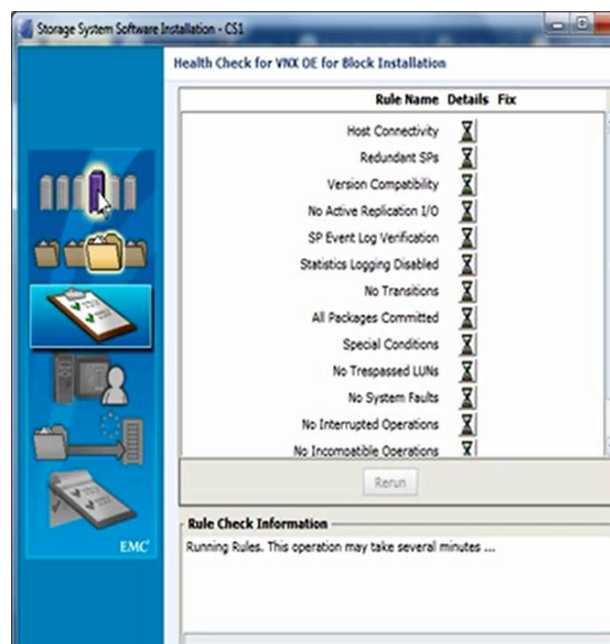 Storage System Software Installation - CS1
Health Check for VNX OE for Block Installation
Rule Name Details Fix
Host Connectivity
Redundant SPs
Version Compatibility
No Active Replication I/O
SP Event Log Verification
Statistics Logging Disabled
No Transitions
All Packages Committed
Special Conditions
No Trespassed LUNs
No System Faults
No Interrupted Operations
No Incompatible Operations
Rerun
Rule Check Information
Running Rules. This operation may take several minutes ...
EMC²